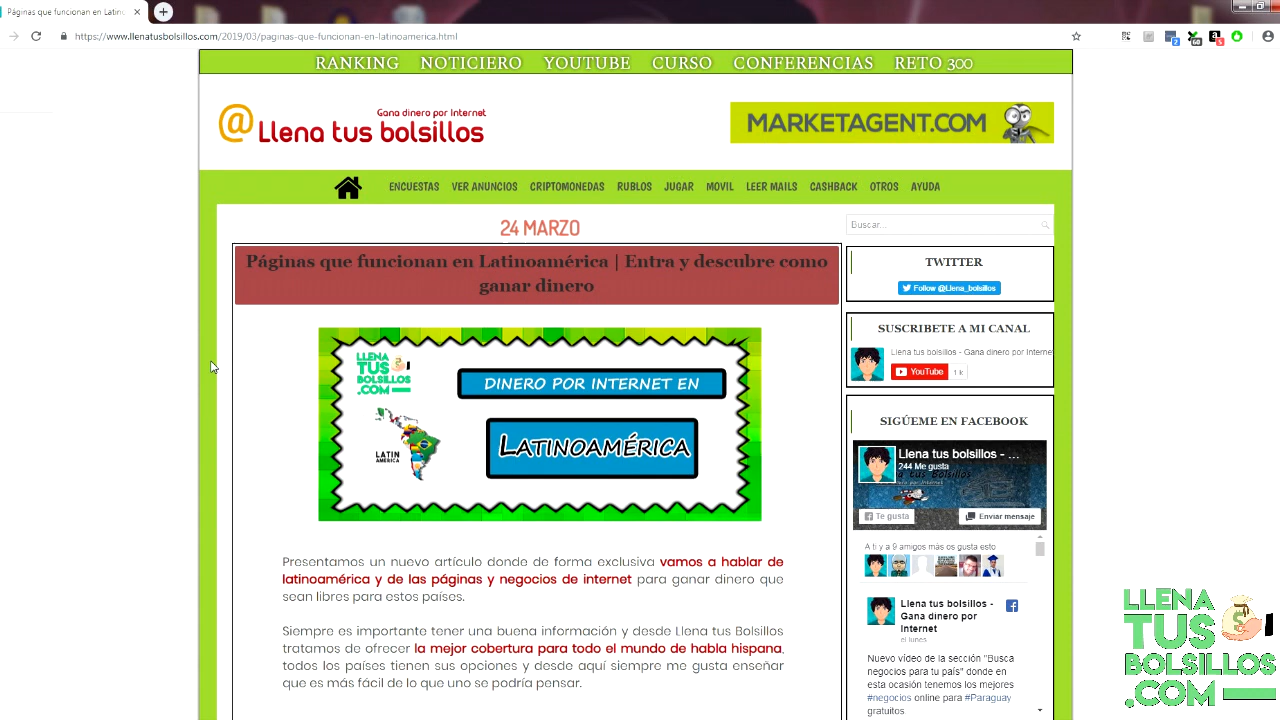 Páginas que funcionan en Latino
https://www.llenatusbolsillos.com/2019/03/paginas-que-funcionan-en-latinoamerica.html
RANKING NOTICIERO YOUTUBE CURSO CONFERENCIAS RETO 300
Gana dinero por Internet
@Llena tus bolsillos
MARKETAGENT.COM
ENCUESTAS VER ANUNCIOS CRIPTOMONEDAS RUBLOS JUGAR MOVIL LEER MAILS CASHBACK OTROS AYUDA
24 MARZO
Páginas que funcionan en Latinoamérica | Entra y descubre como
ganar dinero
LLENA
TUS
BOLSILLOS
.COM
DINERO POR INTERNET EN
LATINOAMÉRICA
LATIN
AMERICA
Presentamos un nuevo artículo donde de forma exclusiva vamos a hablar de
latinoamérica y de las páginas y negocios de internet para ganar dinero que
sean libres para estos países.
Siempre es importante tener una buena información y desde Llena tus Bolsillos
tratamos de ofrecer la mejor cobertura para todo el mundo de habla hispana,
todos los países tienen sus opciones y desde aquí siempre me gusta enseñar
que es más fácil de lo que uno se podría pensar.
Buscar...
TWITTER
Follow @Llena_bolsillos
SUSCRIBETE A MI CANAL
Llena tus bolsillos - Gana dinero por Interne
YouTube 1 k
SIGÚEME EN FACEBOOK
Llena tus bolsillos - ...
244 Me gusta
Te gusta Enviar mensaje
A ti y a 9 amigos más os gusta esto
Llena tus bolsillos -
Gana dinero por
Internet
el lunes
Nuevo vídeo de la sección "Busca
negocios para tu país" donde en
esta ocasión tenemos los mejores
#negocios online para #Paraguay
gratuitos
LLENA
TUS
BOLSILLOS
.COM